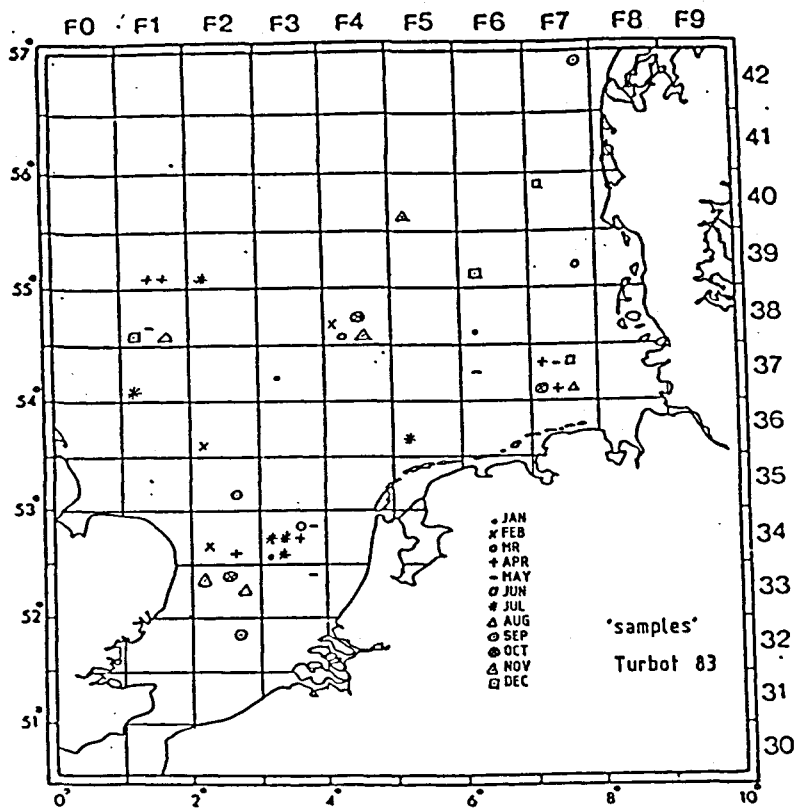 F0 F1 F2 F3 F4 F5 F6 F7 F8 F9
57°
42
41
56°
40
39
55°
38
37
54°
36
35
53°
34
JAN
FEB
MR
APR
MAY
JUN
JUL
AUG
SEP
OCT
NOV
DEC
33
52°
32
"samples"
Turbot 83
31
51°
30
0° 2° 4° 6° 8° 10°